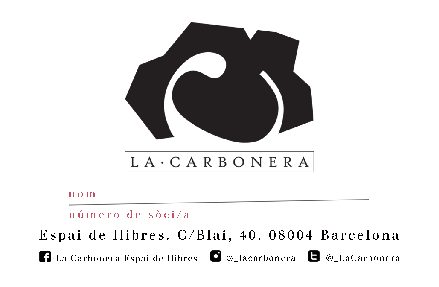 LA·CARBONERA
nom
número de sòci/a
Espai de llibres. C/Blai, 40. 08004 Barcelona
La Carbonera Espai de llibres @_lacarbonera @_LaCarbonera